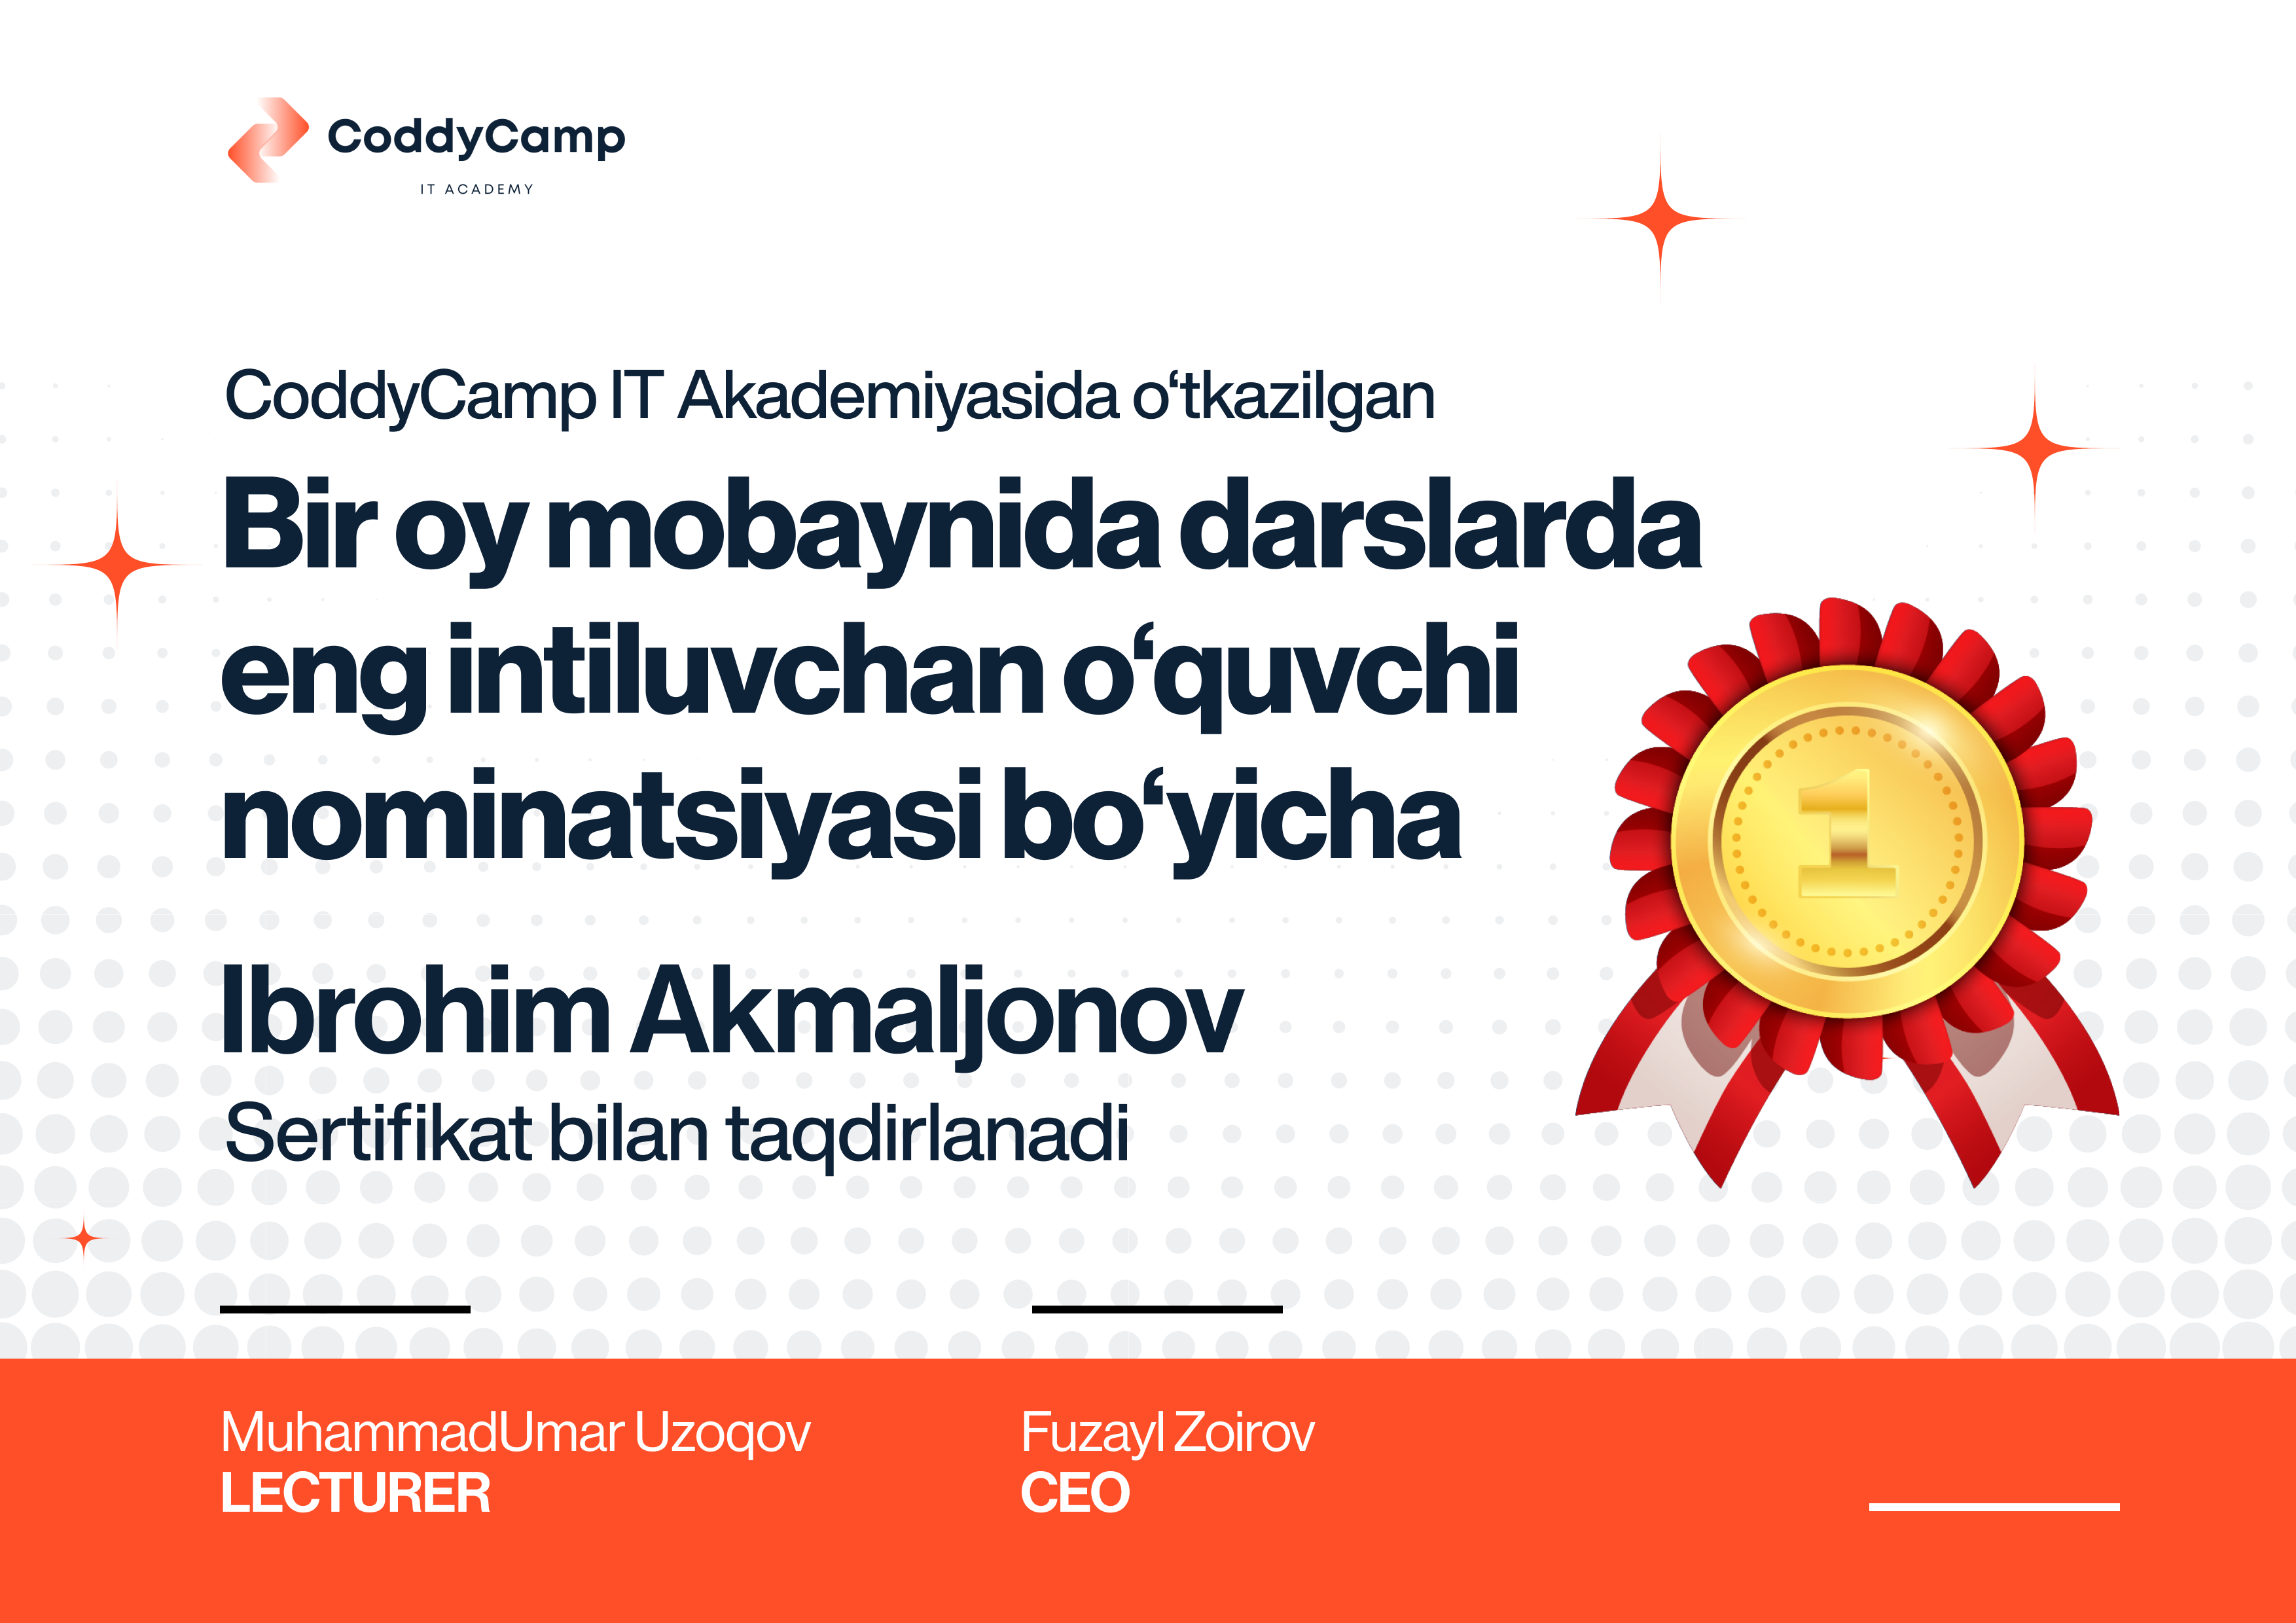 CoddyCamp
IT ACADEMY
CoddyCamp IT Akademiyasida o‘tkazilgan
Bir oy mobaynida darslarda
eng intiluvchan o‘quvchi
nominatsiyasi bo‘yicha
1
Ibrohim Akmaljonov
Sertifikat bilan taqdirlanadi
MuhammadUmar Uzoqov
LECTURER
Fuzayl Zoirov
CEO